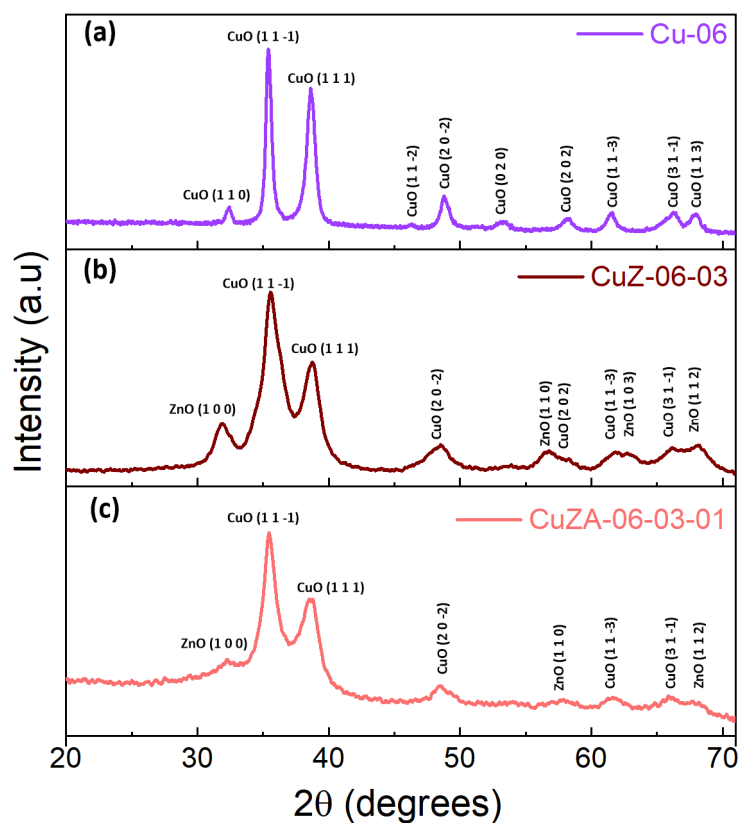 (a)
Cu-06
CuO (1 1 -1)
CuO (1 1 1)
CuO (1 1 0)
CuO (1 1 -2)
CuO (2 0 -2)
CuO (0 2 0)
CuO (2 0 2)
CuO (1 1 -3)
CuO (3 1 -1)
CuO (1 1 3)
(b)
CuZ-06-03
CuO (1 1 -1)
CuO (1 1 1)
ZnO (1 0 0)
CuO (2 0 -2)
ZnO (1 1 0)
CuO (2 0 2)
CuO (1 1 -3)
ZnO (1 0 3)
CuO (3 1 -1)
ZnO (1 1 2)
(c)
CuZA-06-03-01
CuO (1 1 -1)
CuO (1 1 1)
ZnO (1 0 0)
CuO (2 0 -2)
ZnO (1 1 0)
CuO (1 1 -3)
CuO (3 1 -1)
ZnO (1 1 2)
Intensity (a.u)
20 30 40 50 60 70
2θ (degrees)